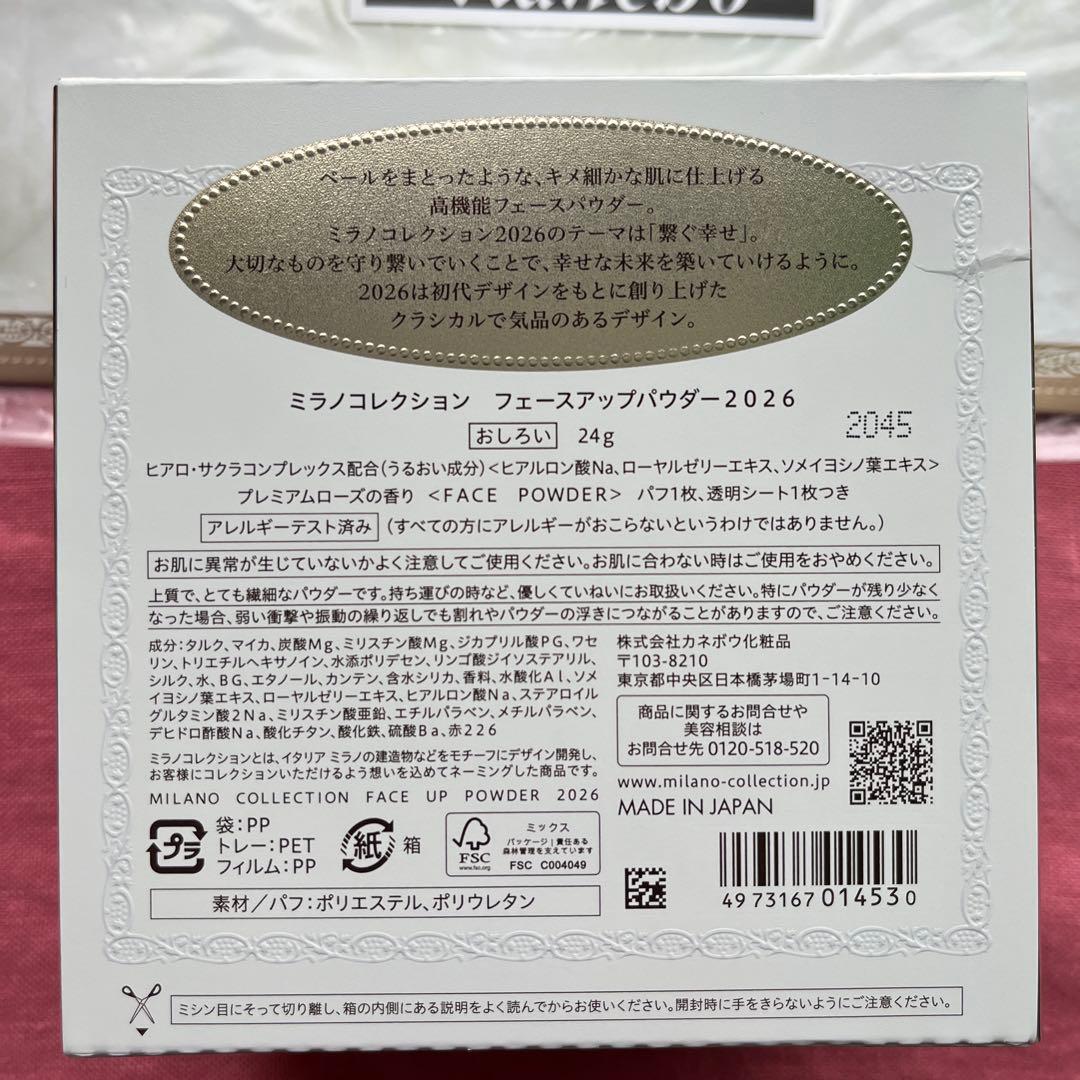 Kanebo
ベールをまとったような、キメ細かな肌に仕上げる
高機能フェースパウダー。
ミラノコレクション2026のテーマは「繋ぐ幸せ」。
大切なものを守り繋いでいくことで、幸せな未来を築いていけるように。
2026は初代デザインをもとに創り上げた
クラシカルで気品のあるデザイン。
ミラノコレクション フェースアップパウダー2026
おしろい 24g
2045
ヒアロ・サクラコンプレックス配合(うるおい成分)<ヒアルロン酸Na、ローヤルゼリーエキス、ソメイヨシノ葉エキス>
プレミアムローズの香り <FACE POWDER> パフ1枚、透明シート1枚つき
アレルギーテスト済み (すべての方にアレルギーがおこらないというわけではありません。)
お肌に異常が生じていないかよく注意してご使用ください。お肌に合わない時はご使用をおやめください。
上質で、とても繊細なパウダーです。持ち運びの時など、優しくていねいにお取扱いください。特にパウダーが残り少なく
なった場合、弱い衝撃や振動の繰り返しでも割れやパウダーの浮きにつながることがありますので、ご注意ください。
成分:タルク、マイカ、炭酸Mg、ミリスチン酸Mg、ジカプリル酸PG、ワセ
リン、トリエチルヘキサノイン、水添ポリデセン、リンゴ酸ジイソステアリル、
シルク、水、BG、エタノール、カンテン、含水シリカ、香料、水酸化Al、ソメ
イヨシノ葉エキス、ローヤルゼリーエキス、ヒアルロン酸Na、ステアロイル
グルタミン酸2Na、ミリスチン酸亜鉛、エチルパラベン、メチルパラベン、
デヒドロ酢酸Na、酸化チタン、酸化鉄、硫酸Ba、赤226
ミラノコレクションとは、イタリア ミラノの建造物などをモチーフにデザイン開発し、
お客様にコレクションいただけるよう想いを込めてネーミングした商品です。
MILANO COLLECTION FACE UP POWDER 2026
株式会社カネボウ化粧品
〒103-8210
東京都中央区日本橋茅場町1-14-10
商品に関するお問合せや
美容相談は
お問合せ先 0120-518-520
www.milano-collection.jp
MADE IN JAPAN
プラ
袋:PP
トレー:PET
フィルム:PP
紙 箱
FSC
www.fsc.org
ミックス
パッケージ|責任ある
森林管理を支えています
FSC C004049
素材/パフ:ポリエステル、ポリウレタン
4973167014530
ミシン目にそって切り離し、箱の内側にある説明をよく読んでからお使いください。開封時に手をきらないようにご注意ください。